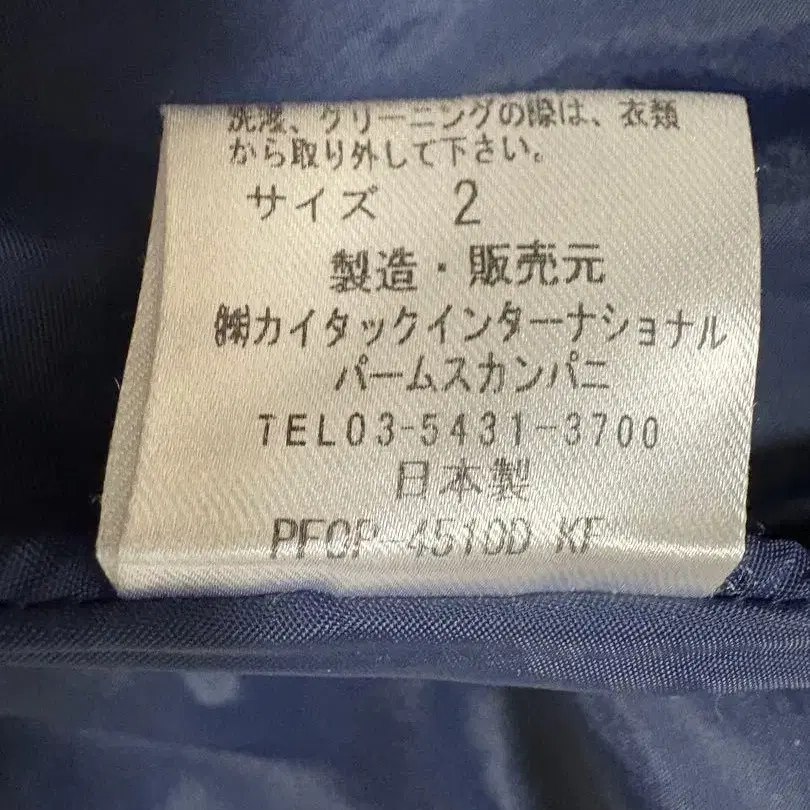 洗濯、クリーニングの際は、衣類
から取り外して下さい。
サイズ 2
製造・販売元
㈱カイタックインターナショナル
パームスカンパニ
TEL03-5431-3700
日本製
PFOP-4510D KF